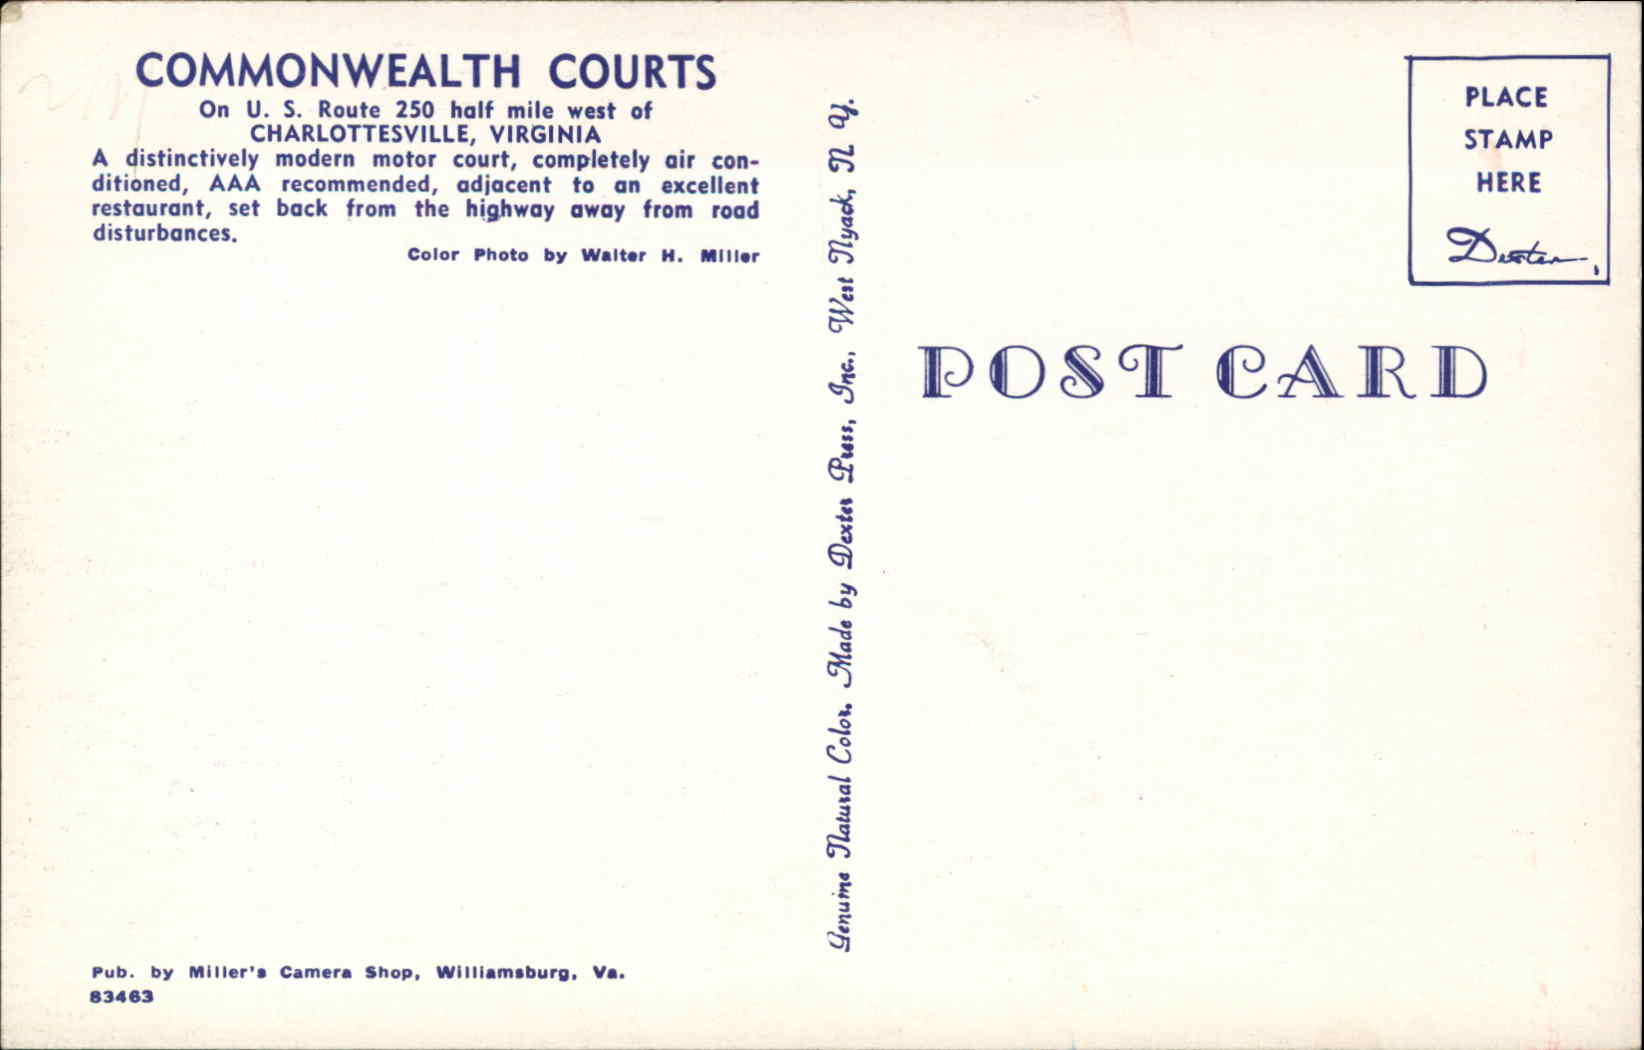 COMMONWEALTH COURTS
On U. S. Route 250 half mile west of
CHARLOTTESVILLE, VIRGINIA
A distinctively modern motor court, completely air con-
ditioned, AAA recommended, adjacent to an excellent
restaurant, set back from the highway away from road
disturbances.
Color Photo by Walter H. Miller
Pub. by Miller's Camera Shop, Williamsburg, Va.
83463
Genuine Natural Color. Made by Dexter Press, Inc., West Nyack, N Y.
PLACE
STAMP
HERE
Dexter
POST CARD